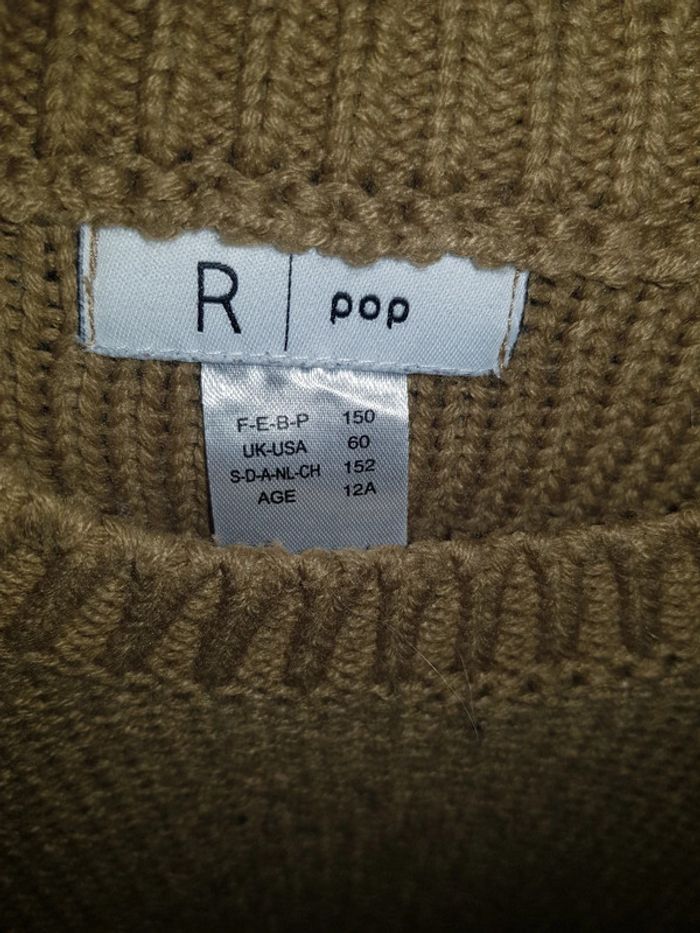 R | pop
F-E-B-P 150
UK-USA 60
S-D-A-NL-CH 152
AGE 12A